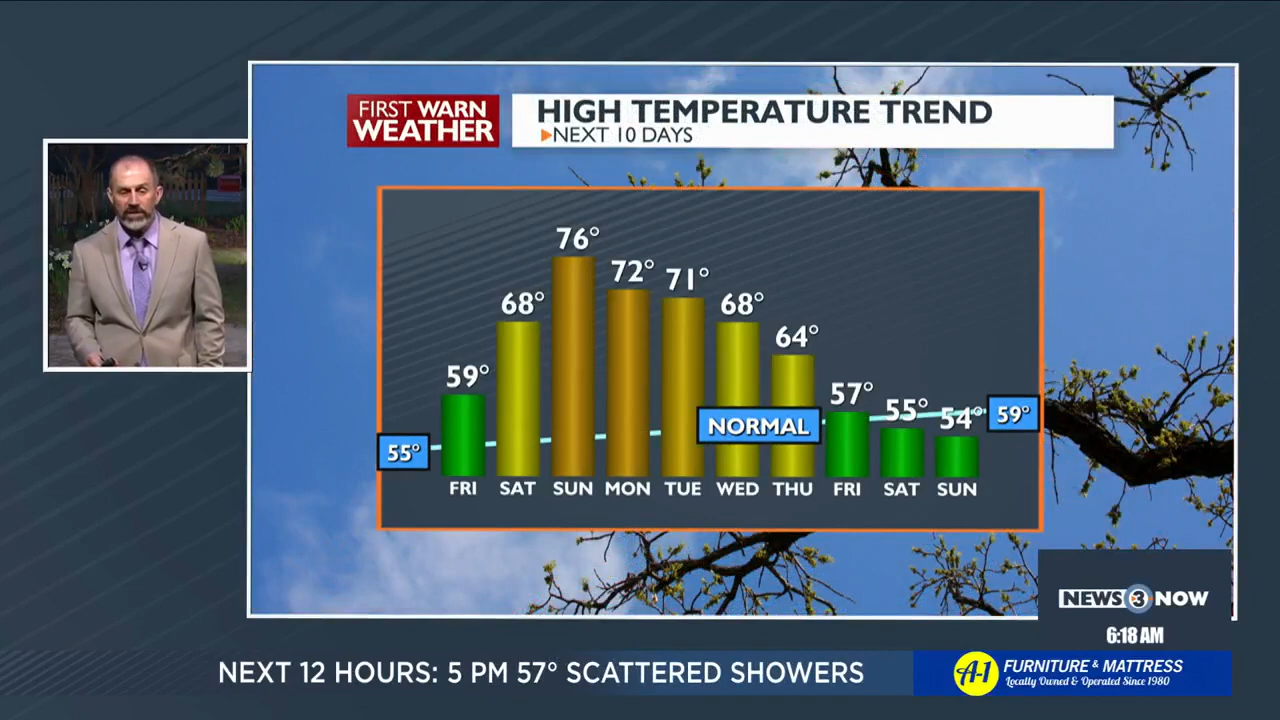 FIRST WARN
WEATHER
HIGH TEMPERATURE TREND
NEXT 10 DAYS
59° 68° 76° 72° 71° 68° 64° 57° 55° 54°
55° NORMAL 59°
FRI SAT SUN MON TUE WED THU FRI SAT SUN
NEWS 3 NOW
6:18 AM
NEXT 12 HOURS: 5 PM 57° SCATTERED SHOWERS
A-1 FURNITURE & MATTRESS
Locally Owned & Operated Since 1980